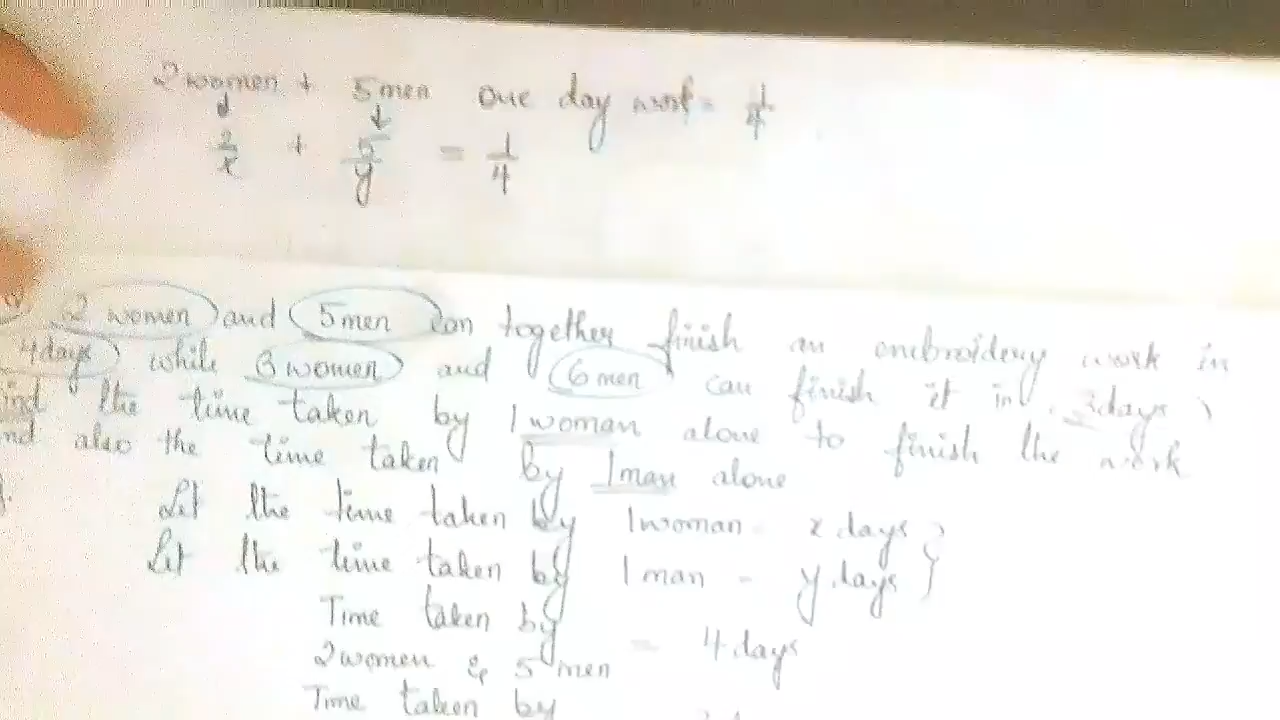 2 women + 5 men one day work = 1/4
2/x + 5/y = 1/4
2 women and 5 men can together finish an embroidery work in
4 days while 3 women and 6 men can finish it in 3 days
the time taken by 1 woman alone to finish the work
also the time taken by 1 man alone
Let the time taken by 1 woman - x days
Let the time taken by 1 man - y days
Time taken by
2 women & 5 men = 4 days
Time taken by